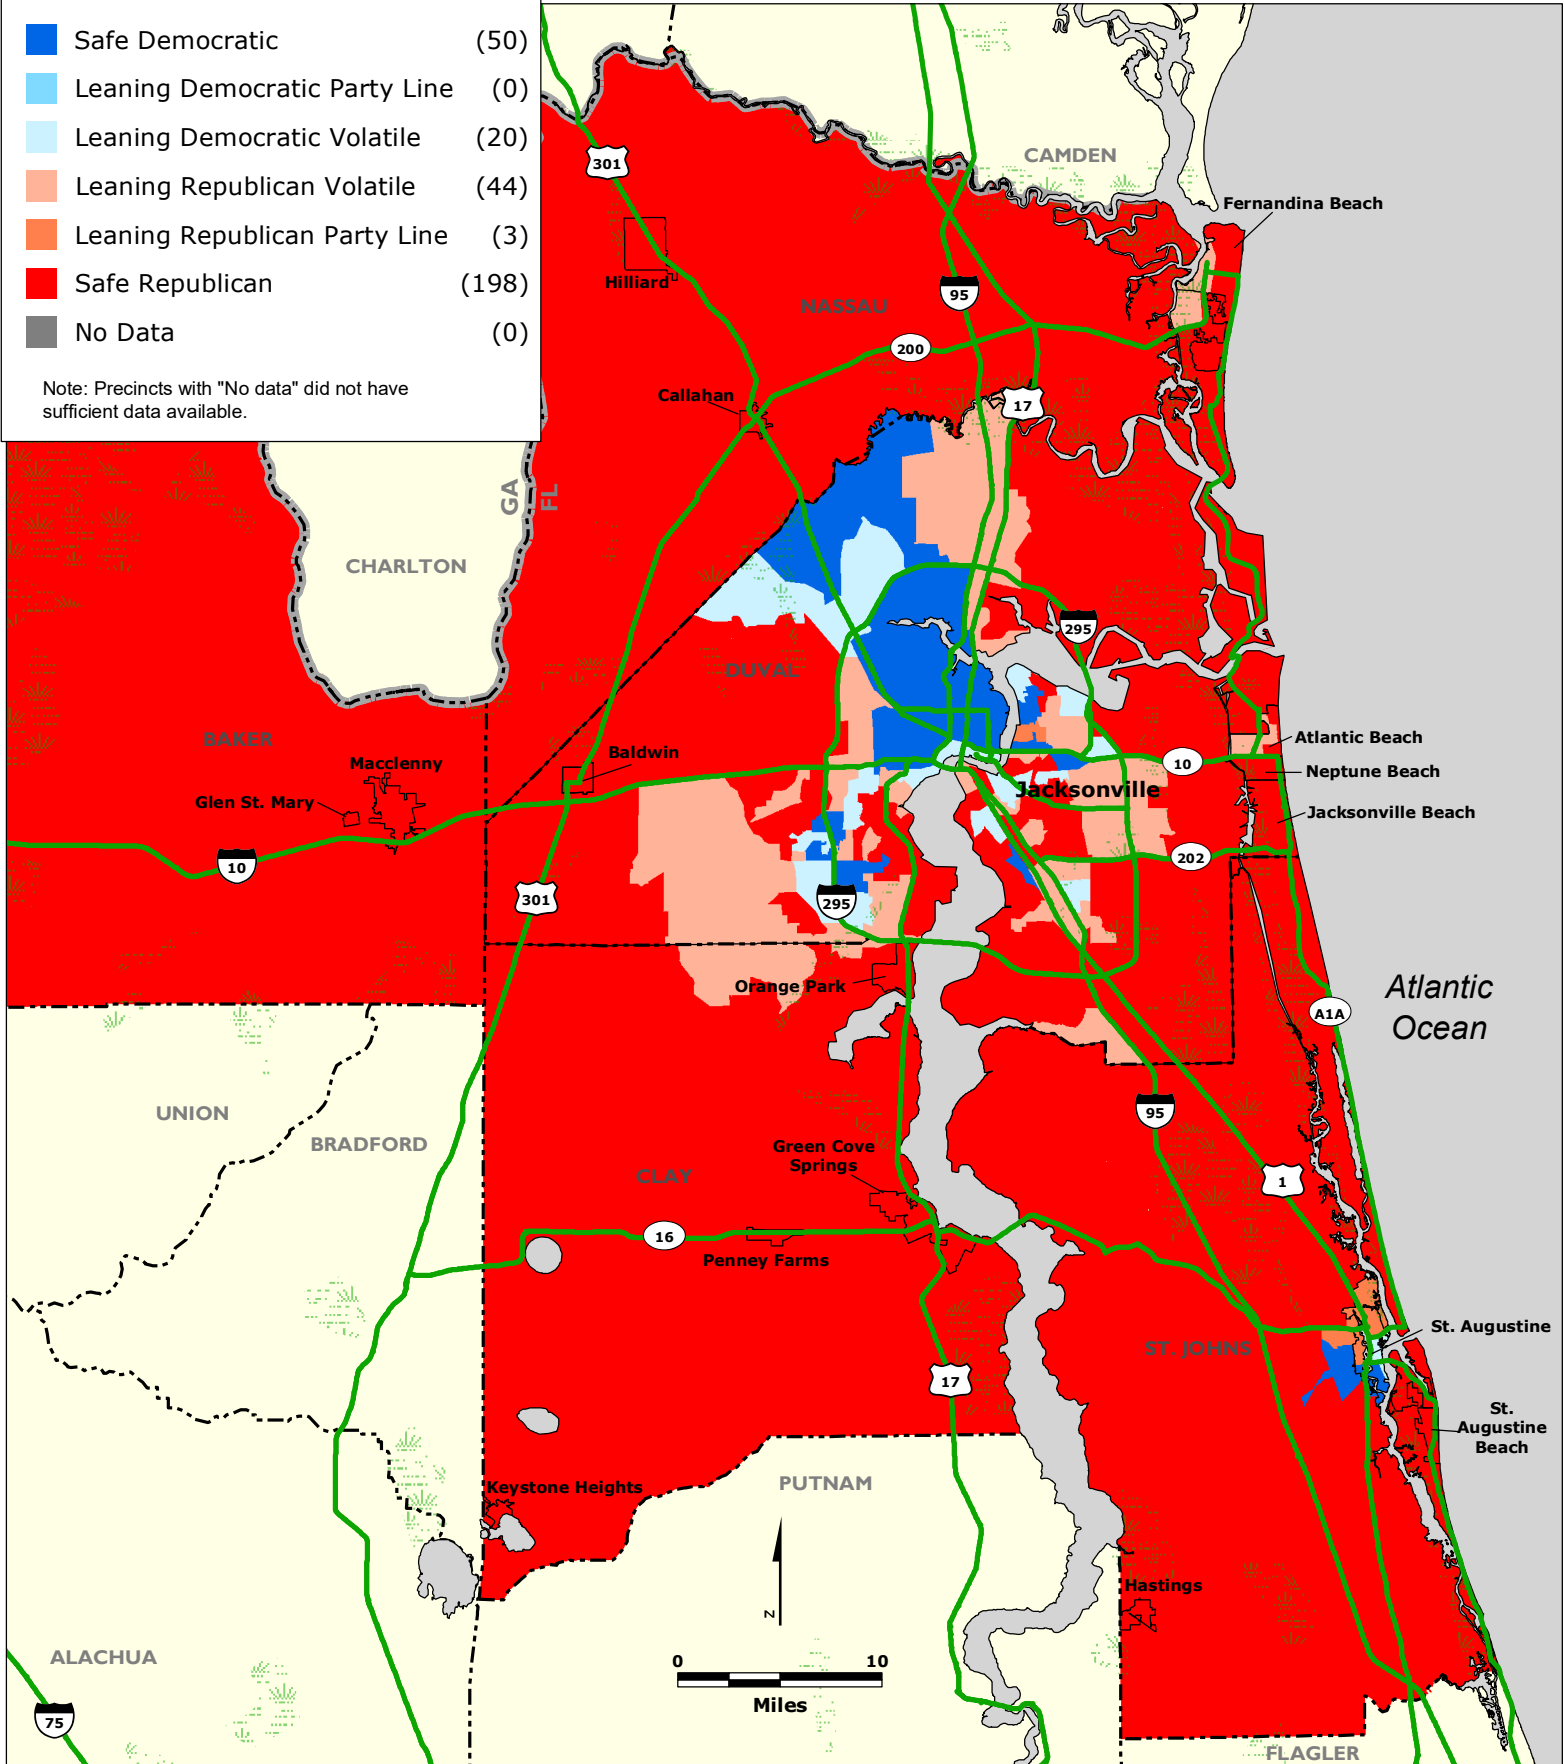 Safe Democratic (50)
Leaning Democratic Party Line (0)
Leaning Democratic Volatile (20)
Leaning Republican Volatile (44)
Leaning Republican Party Line (3)
Safe Republican (198)
No Data (0)
Note: Precincts with "No data" did not have
sufficient data available.
CAMDEN
301
Fernandina Beach
Hilliard
95
NASSAU
200
Callahan
17
GA
FL
CHARLTON
295
DUVAL
BAKER
Baldwin
Atlantic Beach
Macclenny
10
Neptune Beach
Jacksonville
Glen St. Mary
Jacksonville Beach
10
202
301
295
Orange Park
Atlantic
Ocean
A1A
UNION
95
BRADFORD
Green Cove
Springs
CLAY
1
16
Penney Farms
St. Augustine
ST. JOHNS
17
St.
Augustine
Beach
Keystone Heights
PUTNAM
Hastings
N
ALACHUA
0 10
Miles
75
FLAGLER